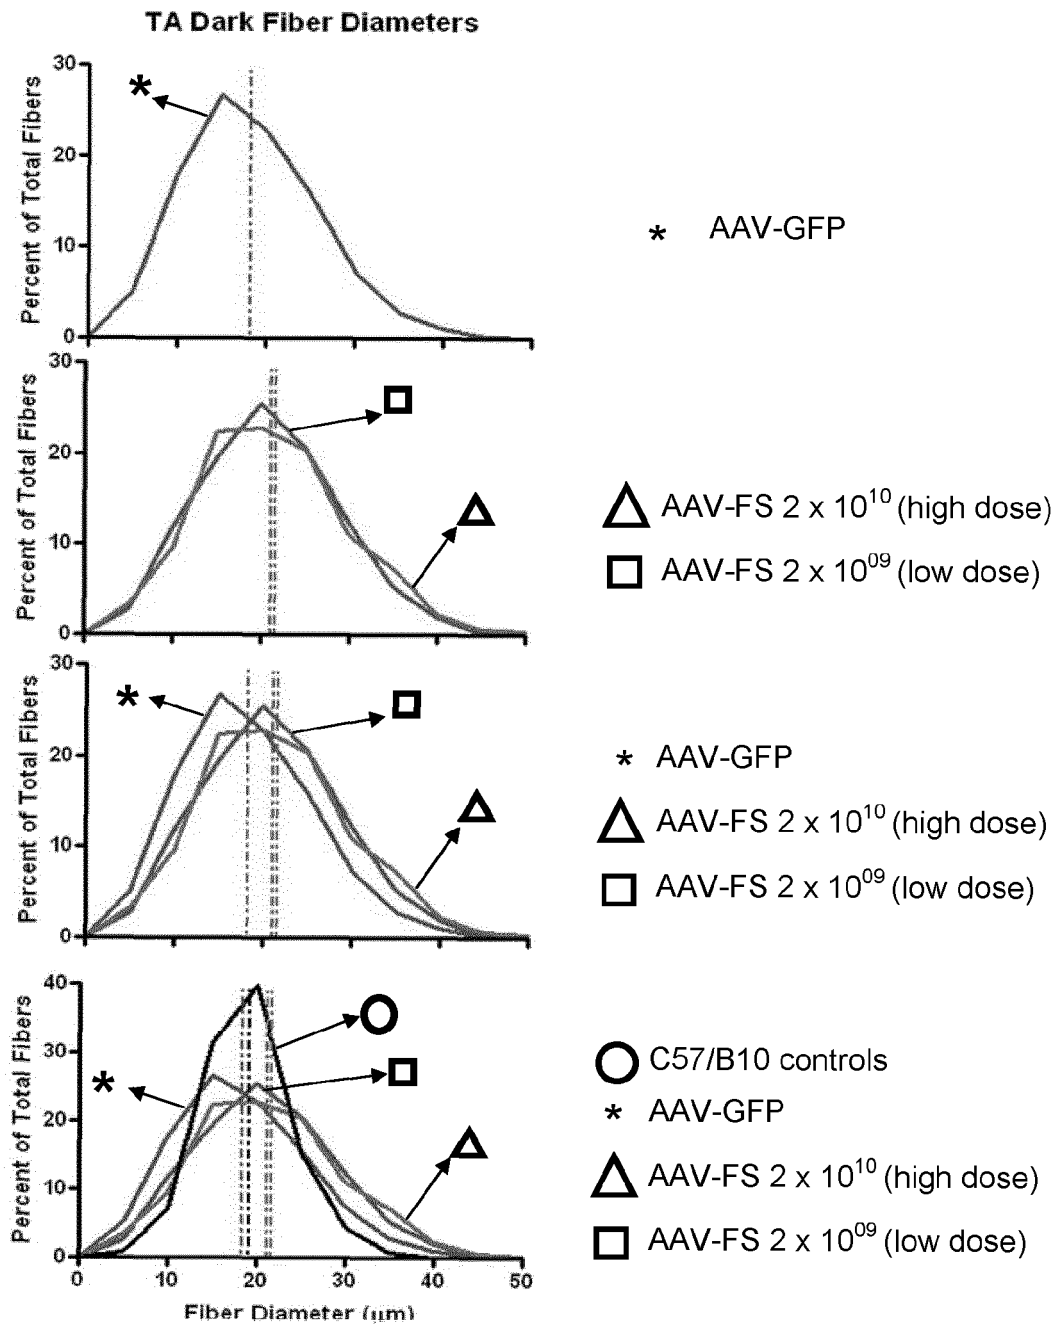 TA Dark Fiber Diameters
Percent of Total Fibers
30
20
10
0
* AAV-GFP
Percent of Total Fibers
30
20
10
0
AAV-FS 2 x 10^10 (high dose)
AAV-FS 2 x 10^09 (low dose)
Percent of Total Fibers
30
20
10
0
* AAV-GFP
AAV-FS 2 x 10^10 (high dose)
AAV-FS 2 x 10^09 (low dose)
Percent of Total Fibers
40
30
20
10
0
0 10 20 30 40 50
Fiber Diameter (μm)
C57/B10 controls
* AAV-GFP
AAV-FS 2 x 10^10 (high dose)
AAV-FS 2 x 10^09 (low dose)